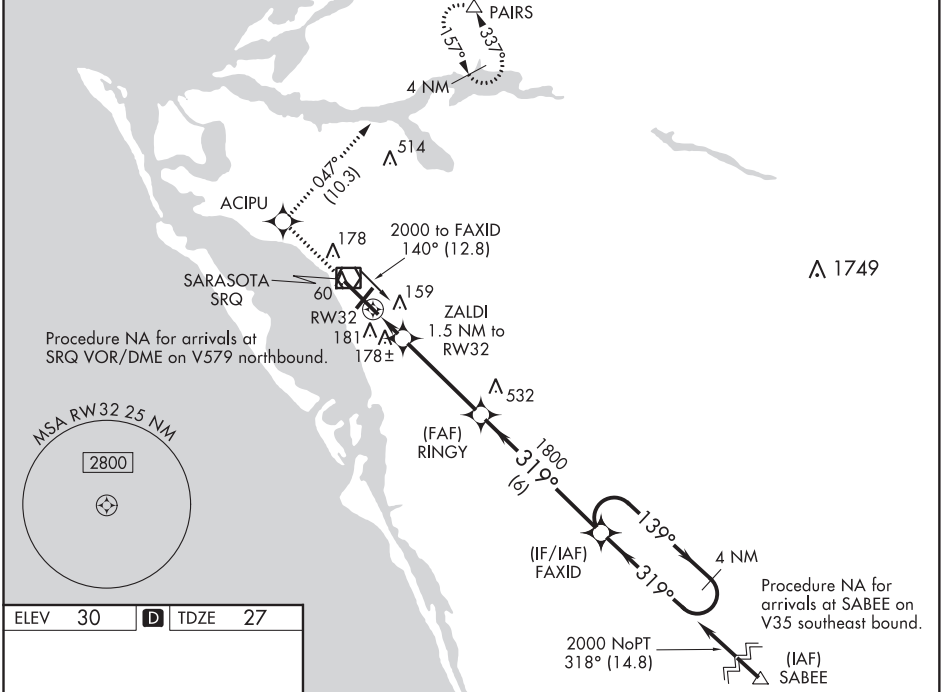 PAIRS
157°
337°
4 NM
514
047°
(10.3)
ACIPU
2000 to FAXID
140° (12.8)
178
1749
SARASOTA
SRQ
60
159
RW32
ZALDI
1.5 NM to
RW32
181
178±
Procedure NA for arrivals at
SRQ VOR/DME on V579 northbound.
532
MSA RW32 25 NM
2800
(FAF)
RINGY
1800
319°
(6)
139°
4 NM
(IF/IAF)
FAXID
319°
Procedure NA for
arrivals at SABEE on
V35 southeast bound.
ELEV 30 D TDZE 27
2000 NoPT
318° (14.8)
(IAF)
SABEE